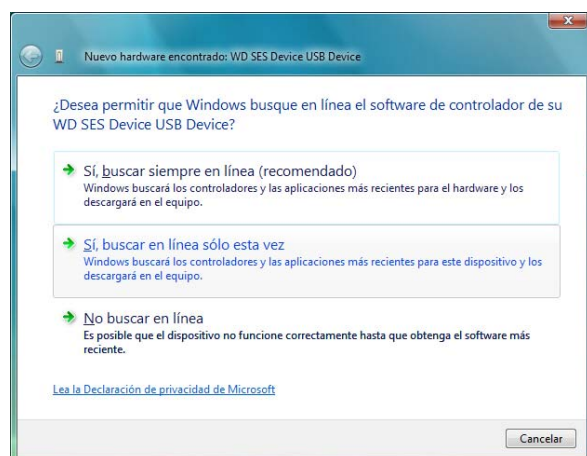 Nuevo hardware encontrado: WD SES Device USB Device
¿Desea permitir que Windows busque en línea el software de controlador de su
WD SES Device USB Device?
Sí, buscar siempre en línea (recomendado)
Windows buscará los controladores y las aplicaciones más recientes para el hardware y los
descargará en el equipo.
Sí, buscar en línea sólo esta vez
Windows buscará los controladores y las aplicaciones más recientes para este dispositivo y los
descargará en el equipo.
No buscar en línea
Es posible que el dispositivo no funcione correctamente hasta que obtenga el software más
reciente.
Lea la Declaración de privacidad de Microsoft
Cancelar